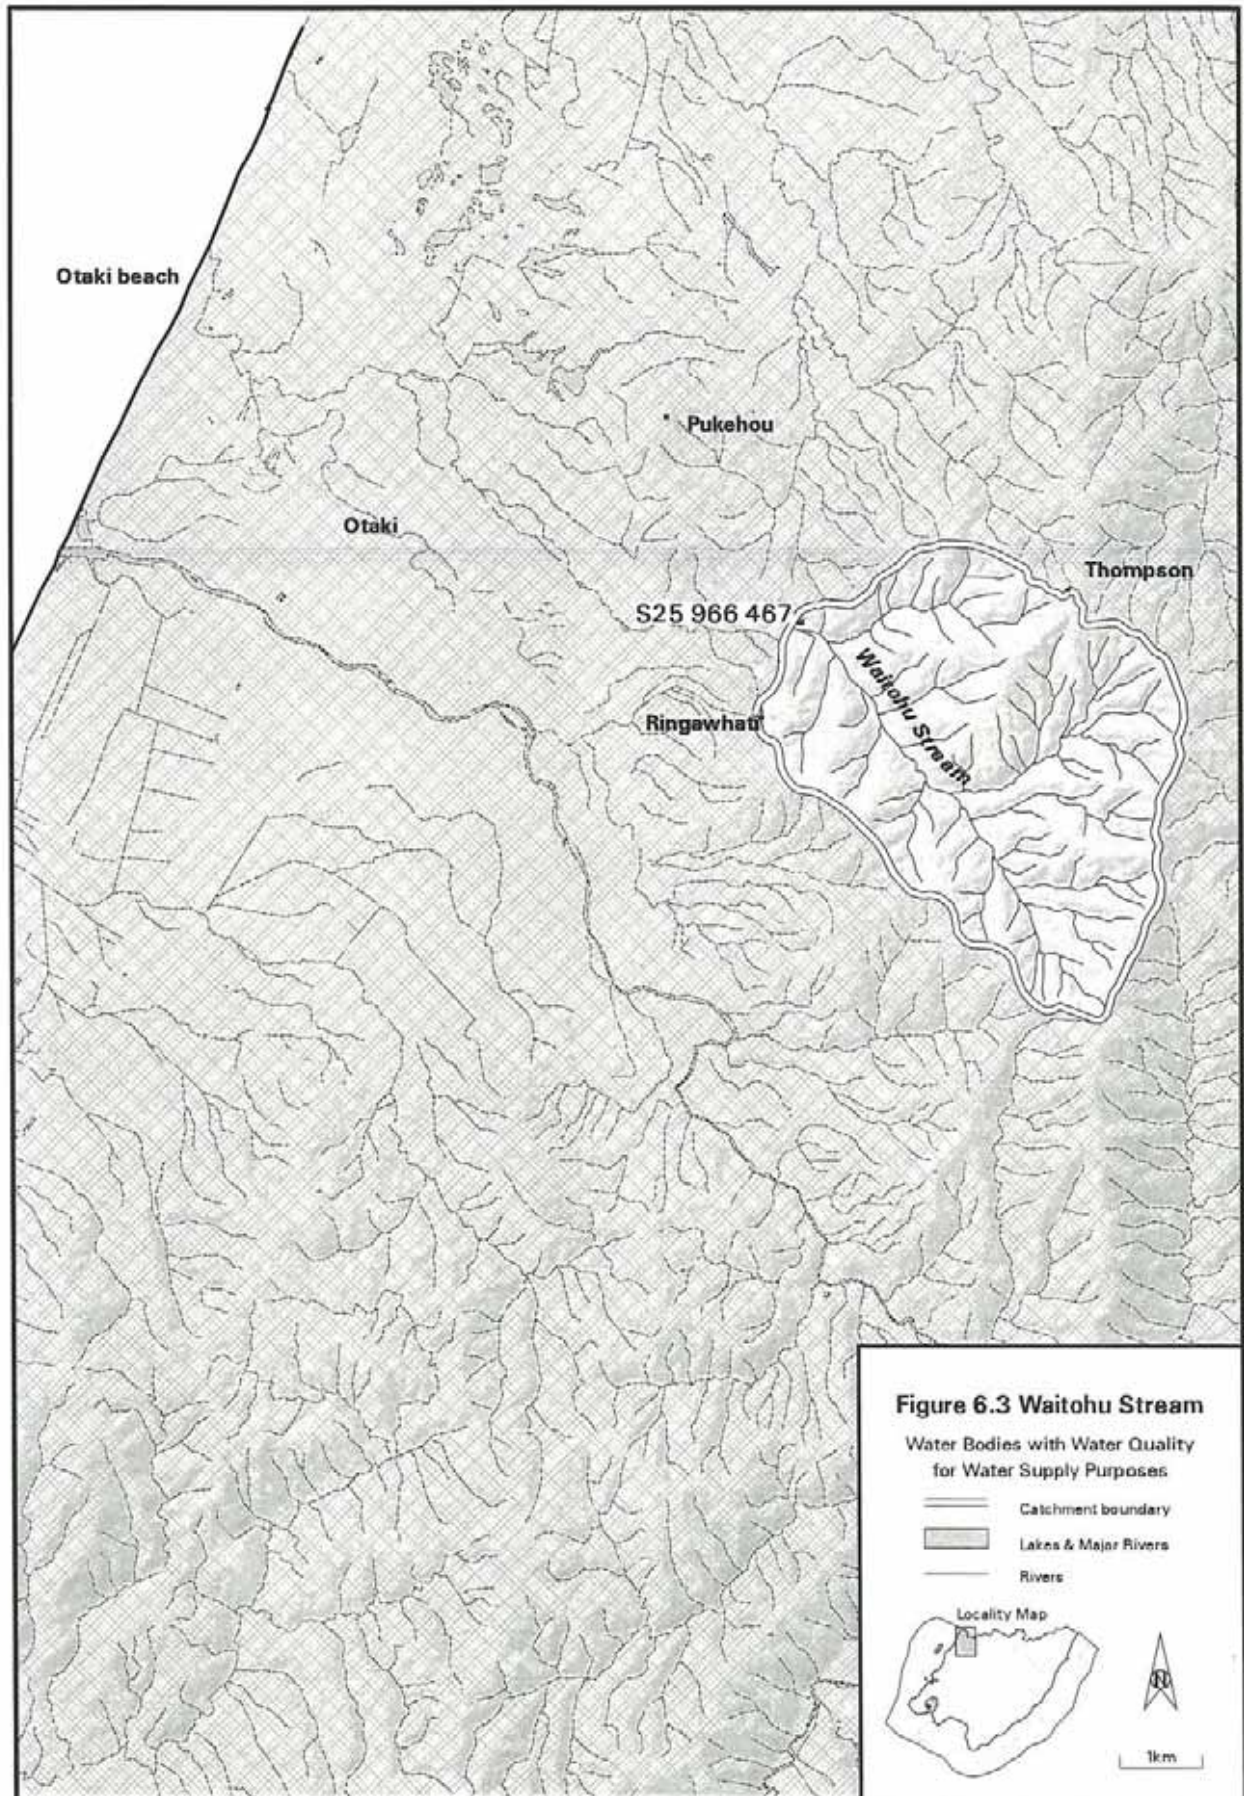 Otaki beach
Pukehou
Otaki
Thompson
S25 966 467
Waitohu Stream
Ringawhati
Figure 6.3 Waitohu Stream
Water Bodies with Water Quality
for Water Supply Purposes
Catchment boundary
Lakes & Major Rivers
Rivers
Locality Map
N
1km